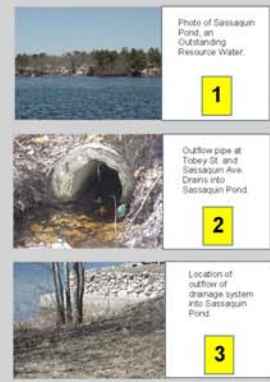 Photo of Sassaquin
Pond, an
Outstanding
Resource Water.
1
Outflow pipe at
Tobey St. and
Sassaquin Ave.
Drains into
Sassaquin Pond.
2
Location of
outflow of
drainage system
into Sassaquin
Pond.
3